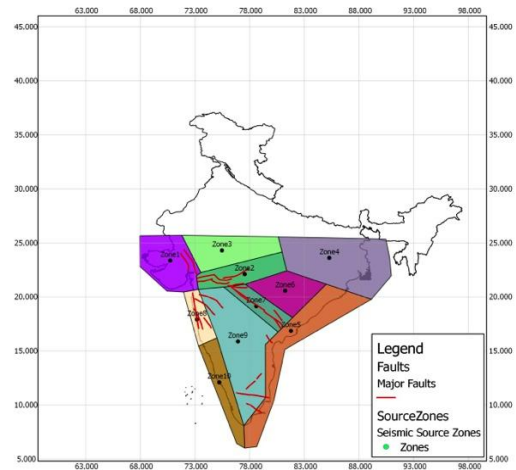 63.000 68.000 73.000 78.000 83.000 88.000 93.000 98.000
45.000 45.000
40.000 40.000
35.000 35.000
30.000 30.000
25.000 25.000
Zone3
Zone1
Zone4
Zone2
20.000 20.000
Zone6
Zone7
Zone8
Zone5
15.000 15.000
Zone9
Zone10
10.000 10.000
5.000 5.000
Legend
Faults
Major Faults
SourceZones
Seismic Source Zones
Zones
63.000 68.000 73.000 78.000 83.000 88.000 93.000 98.000